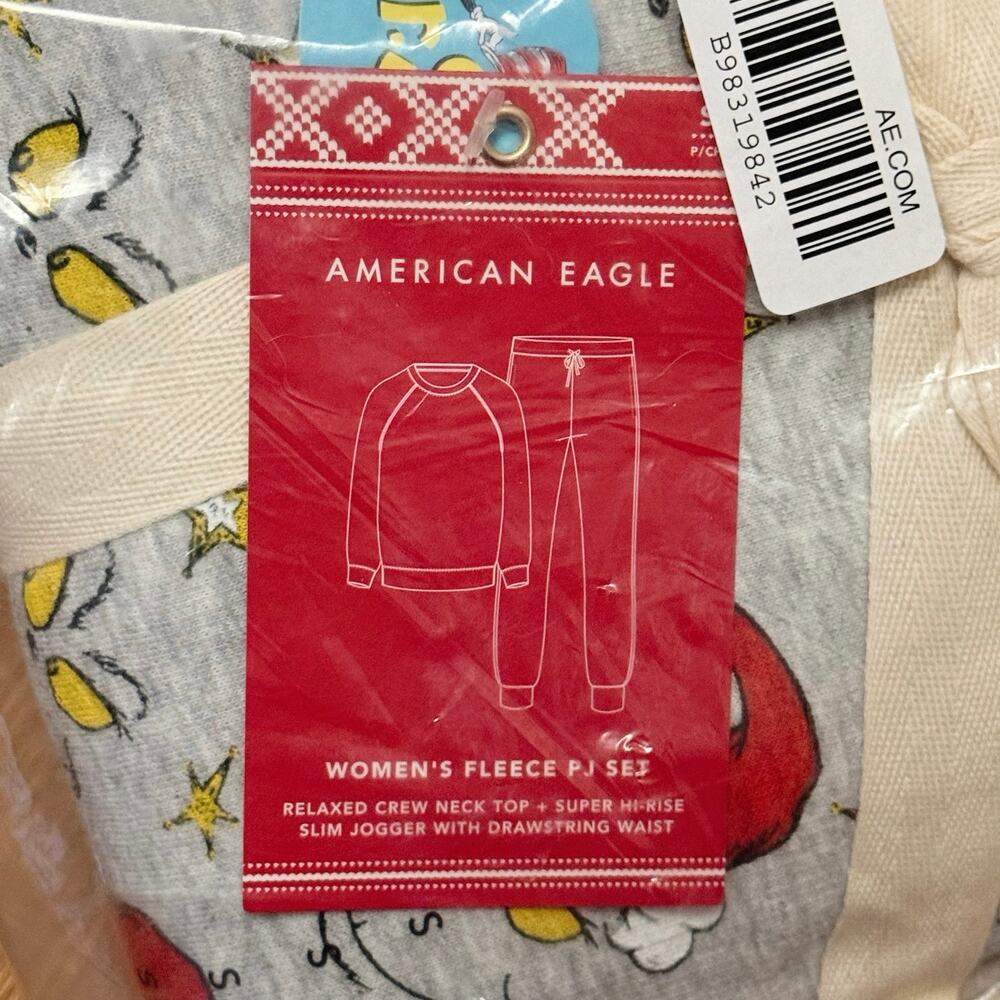 S
P/CH
B98319842
AE.COM
AMERICAN EAGLE
WOMEN'S FLEECE PJ SET
RELAXED CREW NECK TOP + SUPER HI-RISE
SLIM JOGGER WITH DRAWSTRING WAIST
S
S
S
S